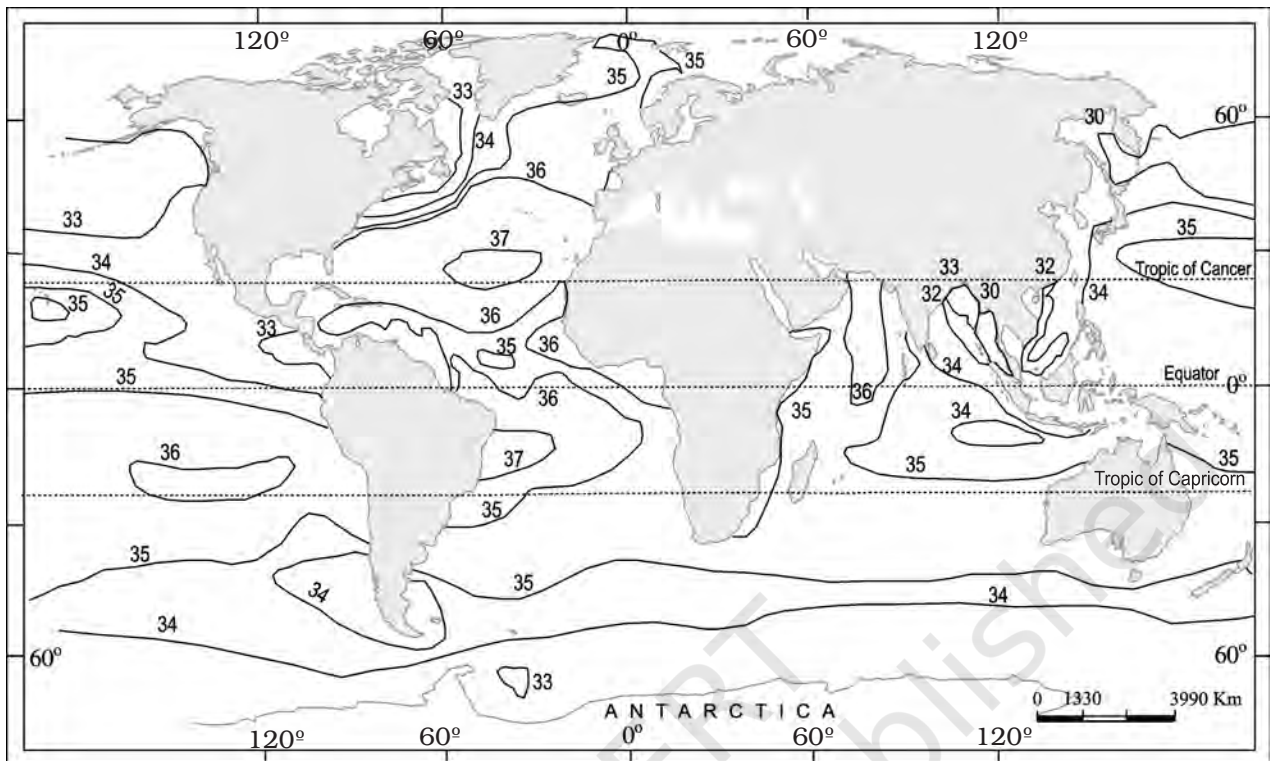 120º 60º 0º 60º 120º
35 35
33
30 60º
34
36
33 35
37
34 33 32 Tropic of Cancer
35 35 32 30 34
36
33 35 36 34
35 Equator 0º
36 36 35
34
36 37 35 35
Tropic of Capricorn
35
35 35
34 34
34
60º 60º
33
0 1330 3990 Km
ANTARCTICA
120º 60º 0º 60º 120º